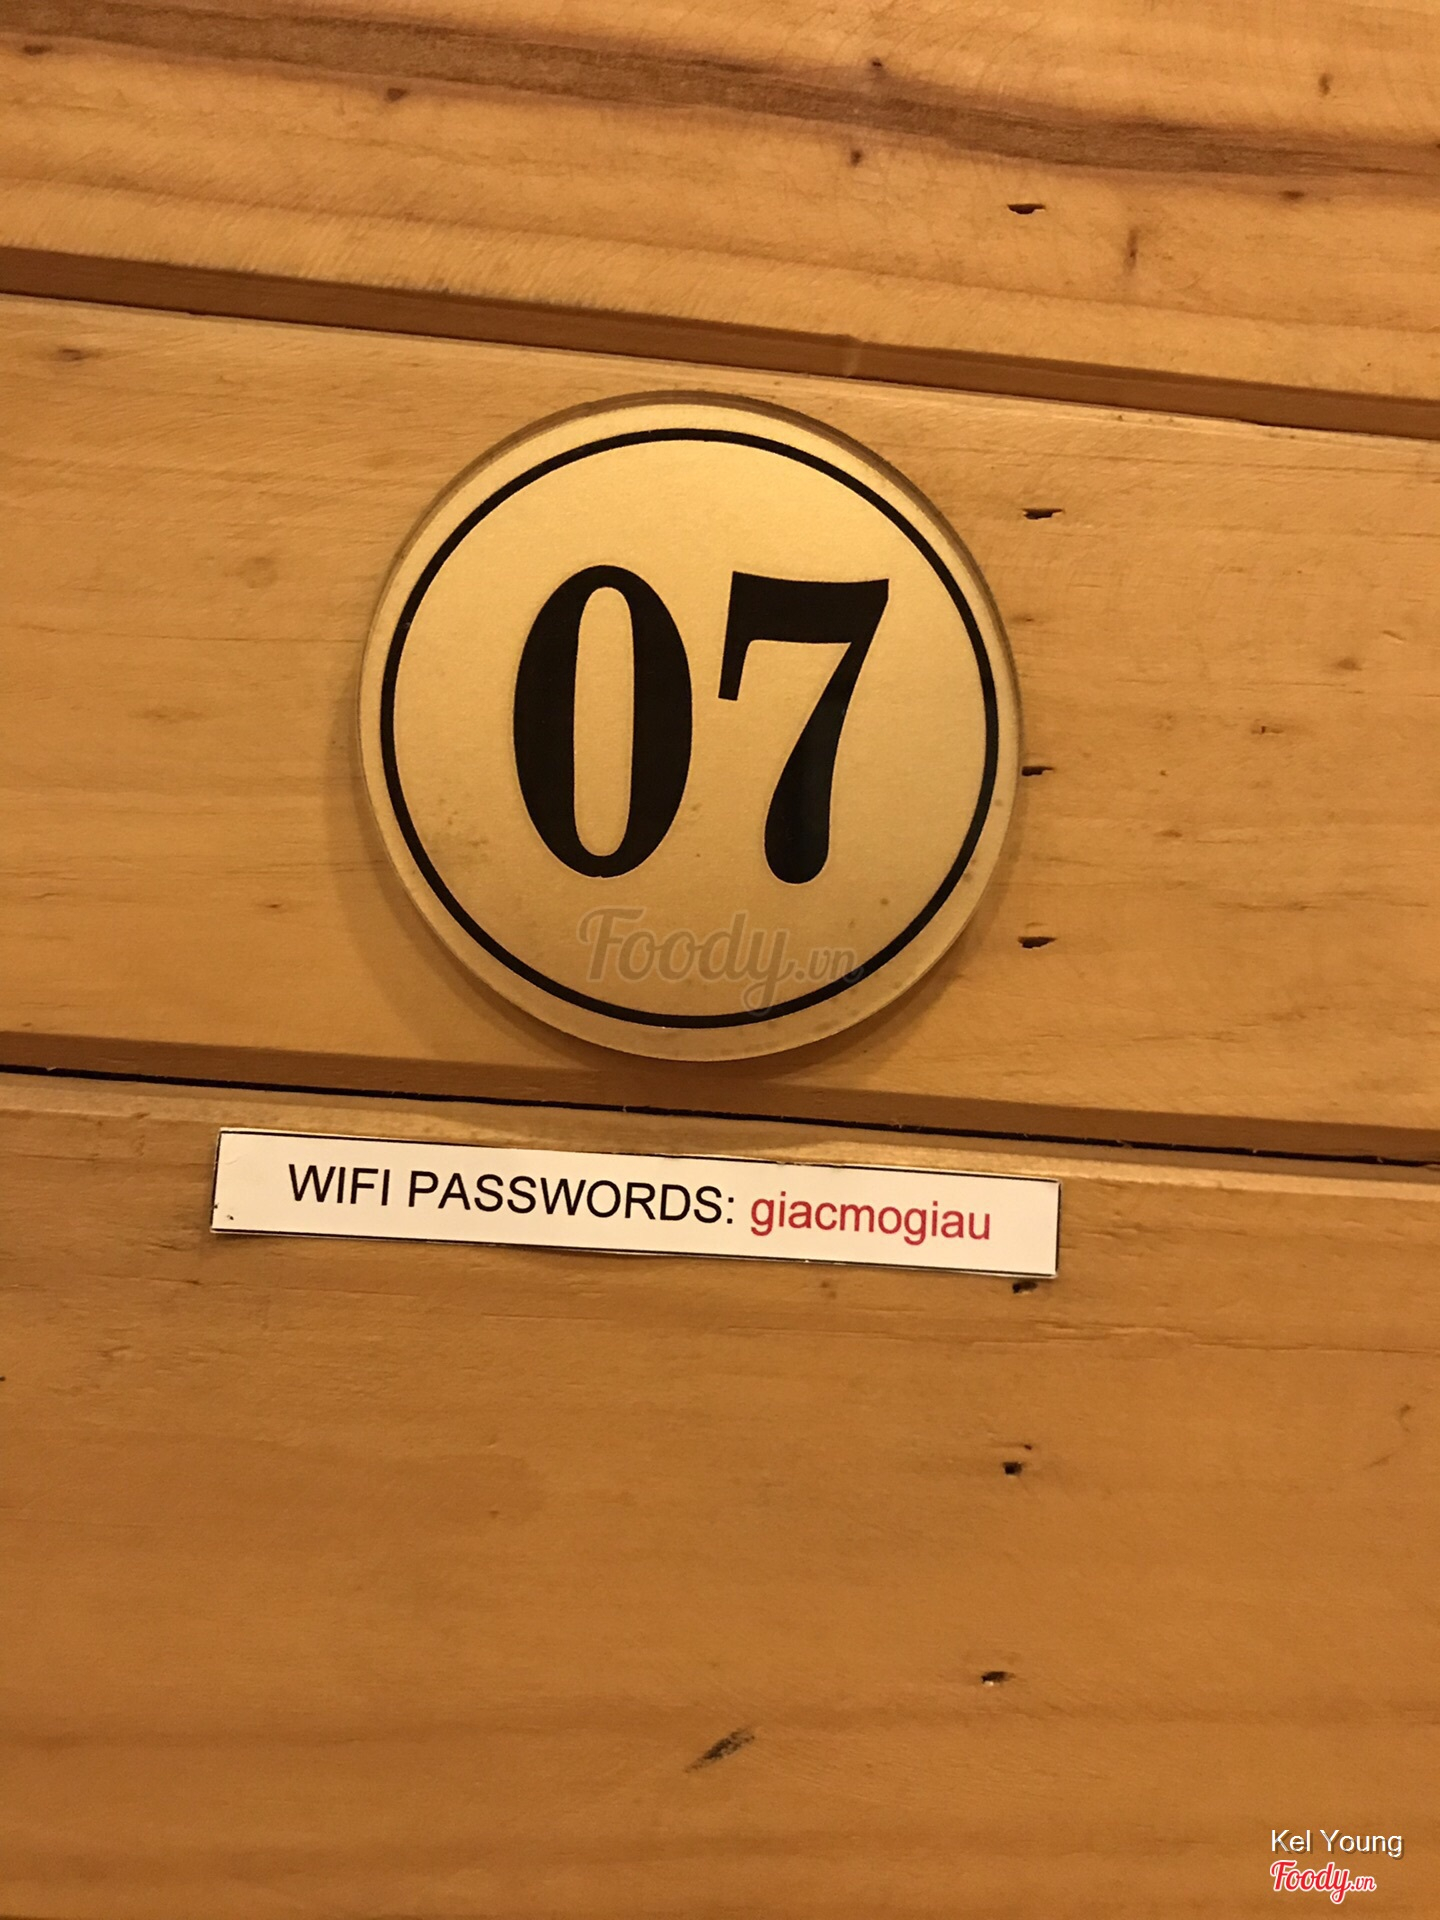 07
Foody.vn
WIFI PASSWORDS: giacmogiau
Kel Young
Foody.vn